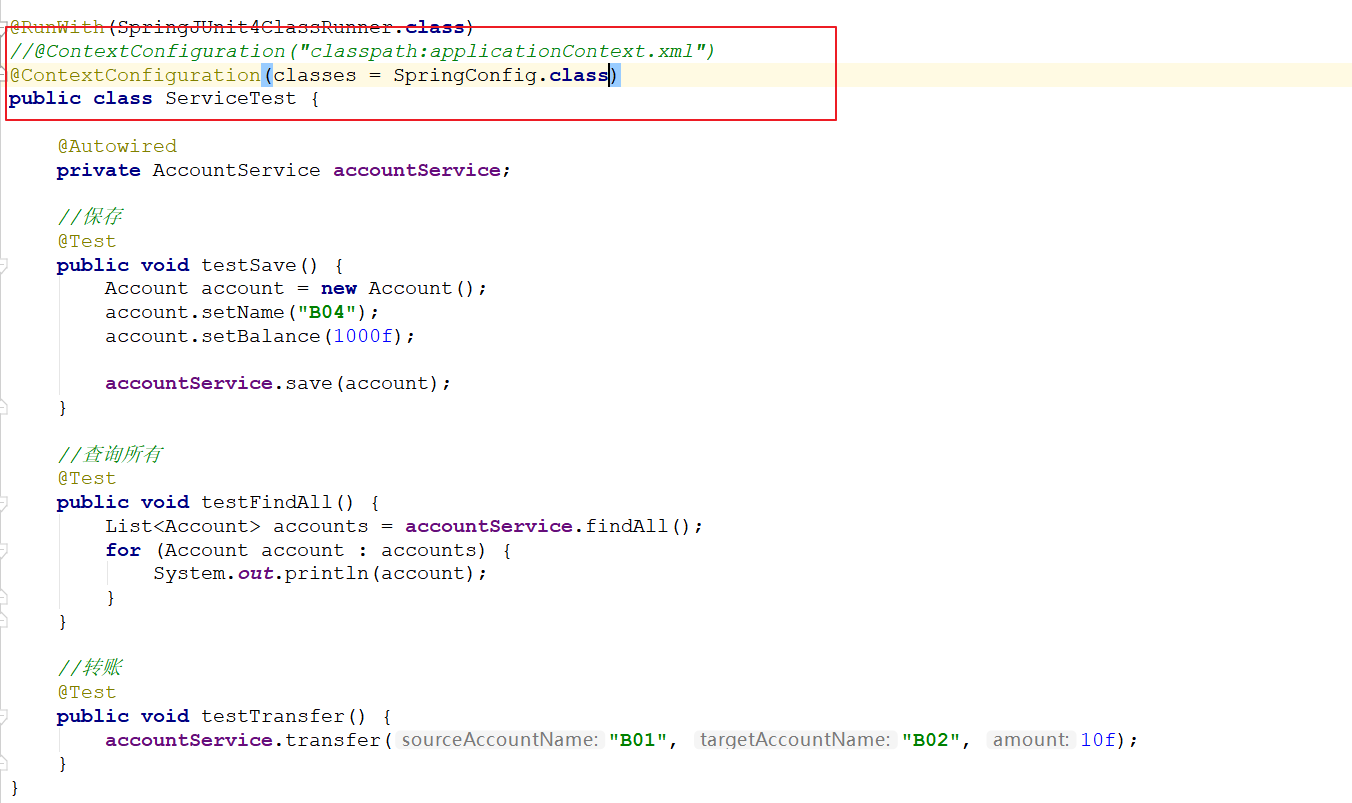 @RunWith(SpringJUnit4ClassRunner.class)
//@ContextConfiguration("classpath:applicationContext.xml")
@ContextConfiguration(classes = SpringConfig.class)
public class ServiceTest {
@Autowired
private AccountService accountService;
//保存
@Test
public void testSave() {
Account account = new Account();
account.setName("B04");
account.setBalance(1000f);
accountService.save(account);
}
//查询所有
@Test
public void testFindAll() {
List<Account> accounts = accountService.findAll();
for (Account account : accounts) {
System.out.println(account);
}
}
//转账
@Test
public void testTransfer() {
accountService.transfer( sourceAccountName: "B01", targetAccountName: "B02", amount: 10f);
}
}